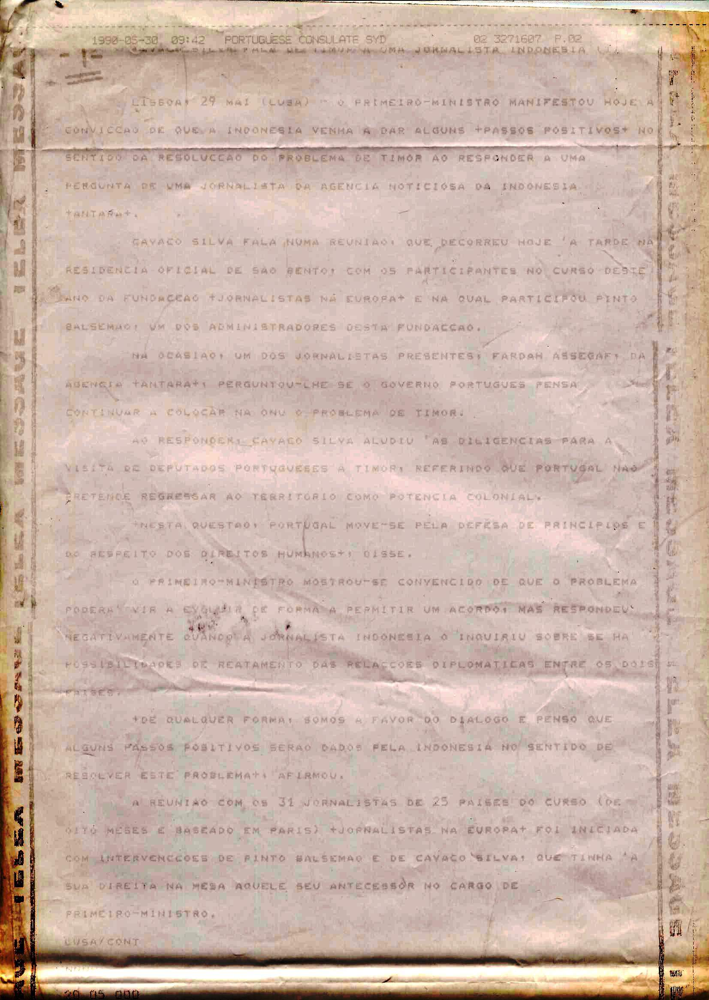 1990-05-30 09:42 PORTUGUESE CONSULATE SYD 02 3271607 P.02
FALA DE TIMOR A UMA JORNALISTA INDONESIA
LISBOA, 29 MAI (LUSA) - O PRIMEIRO-MINISTRO MANIFESTOU HOJE A
CONVICCAO DE QUE A INDONESIA VENHA A DAR ALGUNS +PASSOS POSITIVOS+ NO
SENTIDO DA RESOLUCCAO DO PROBLEMA DE TIMOR AO RESPONDER A UMA
PERGUNTA DE UMA JORNALISTA DA AGENCIA NOTICIOSA DA INDONESIA
+ANTARA+.
CAVACO SILVA FALA NUMA REUNIAO, QUE DECORREU HOJE 'A TARDE NA
RESIDENCIA OFICIAL DE SAO BENTO, COM OS PARTICIPANTES NO CURSO DESTE
ANO DA FUNDACCAO +JORNALISTAS NA EUROPA+ E NA QUAL PARTICIPOU PINTO
BALSEMAO, UM DOS ADMINISTRADORES DESTA FUNDACCAO.
NA OCASIAO, UM DOS JORNALISTAS PRESENTES, FARDAH ASSEGAF, DA
AGENCIA +ANTARA+, PERGUNTOU-LHE SE O GOVERNO PORTUGUES PENSA
CONTINUAR A COLOCAR NA ONU O PROBLEMA DE TIMOR.
AO RESPONDER, CAVACO SILVA ALUDIU 'AS DILIGENCIAS PARA A
VISITA DE DEPUTADOS PORTUGUESES A TIMOR, REFERINDO QUE PORTUGAL NAO
PRETENDE REGRESSAR AO TERRITORIO COMO POTENCIA COLONIAL.
+NESTA QUESTAO, PORTUGAL MOVE-SE PELA DEFESA DE PRINCIPIOS E
DO RESPEITO DOS DIREITOS HUMANOS+, DISSE.
O PRIMEIRO-MINISTRO MOSTROU-SE CONVENCIDO DE QUE O PROBLEMA
PODERA' VIR A EVOLUIR DE FORMA A PERMITIR UM ACORDO, MAS RESPONDEU
NEGATIVAMENTE QUANDO A JORNALISTA INDONESIA O INQUIRIU SOBRE SE HA
POSSIBILIDADES DE REATAMENTO DAS RELACCOES DIPLOMATICAS ENTRE OS DOIS
PAISES.
+DE QUALQUER FORMA, SOMOS A FAVOR DO DIALOGO E PENSO QUE
ALGUNS PASSOS POSITIVOS SERAO DADOS PELA INDONESIA NO SENTIDO DE
RESOLVER ESTE PROBLEMA+, AFIRMOU.
A REUNIAO COM OS 31 JORNALISTAS DE 25 PAISES DO CURSO (DE
OITO MESES E BASEADO EM PARIS) +JORNALISTAS NA EUROPA+ FOI INICIADA
COM INTERVENCCOES DE PINTO BALSEMAO E DE CAVACO SILVA, QUE TINHA 'A
SUA DIREITA NA MESA AQUELE SEU ANTECESSOR NO CARGO DE
PRIMEIRO-MINISTRO.
LUSA/CONT